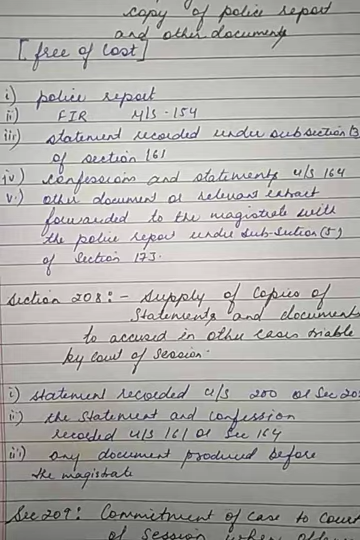 copy of police report
and other documents
[free of cost]
i) police report
ii) FIR U/S - 154
iii) statement recorded under subsection (3
of section 161
iv) confessions and statements u/s 164
v) other document or relevant extract
forwarded to the magistrate with
the police repor under sub-section (5)
of Section 173.
Section 208: - Supply of Copies of
Statements and documents
to accused in other cases triable
by court of session.
i) statement recorded u/s 200 or Sec 20
ii) the statement and confession
recorded u/s 161 or Sec 164
iii) any document produced before
the magistrate
Sec 209: Commitment of case to Court
of Session when